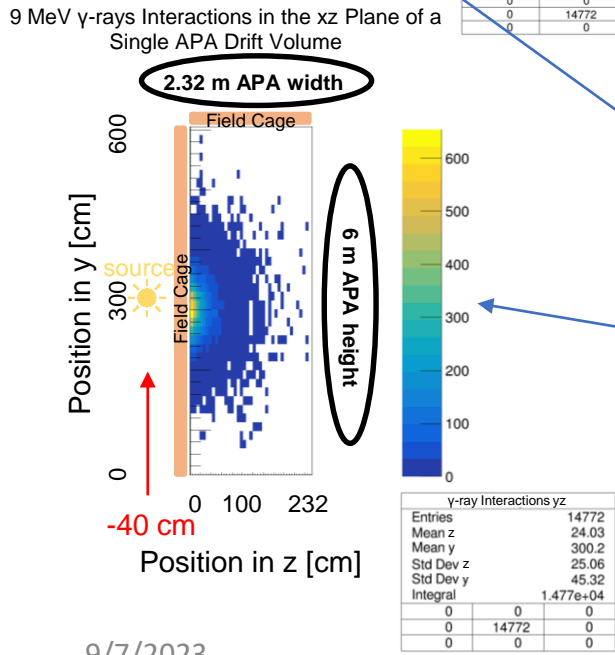 9 MeV γ-rays Interactions in the xz Plane of a
Single APA Drift Volume
0 14772
0 0
2.32 m APA width
Field Cage
600
300
0
Position in y [cm]
source
Field Cage
6 m APA height
600
500
400
300
200
100
0
0 100 232
-40 cm
Position in z [cm]
γ-ray Interactions yz
Entries 14772
Mean z 24.03
Mean y 300.2
Std Dev z 25.06
Std Dev y 45.32
Integral 1.477e+04
0 0 0
0 14772 0
0 0 0